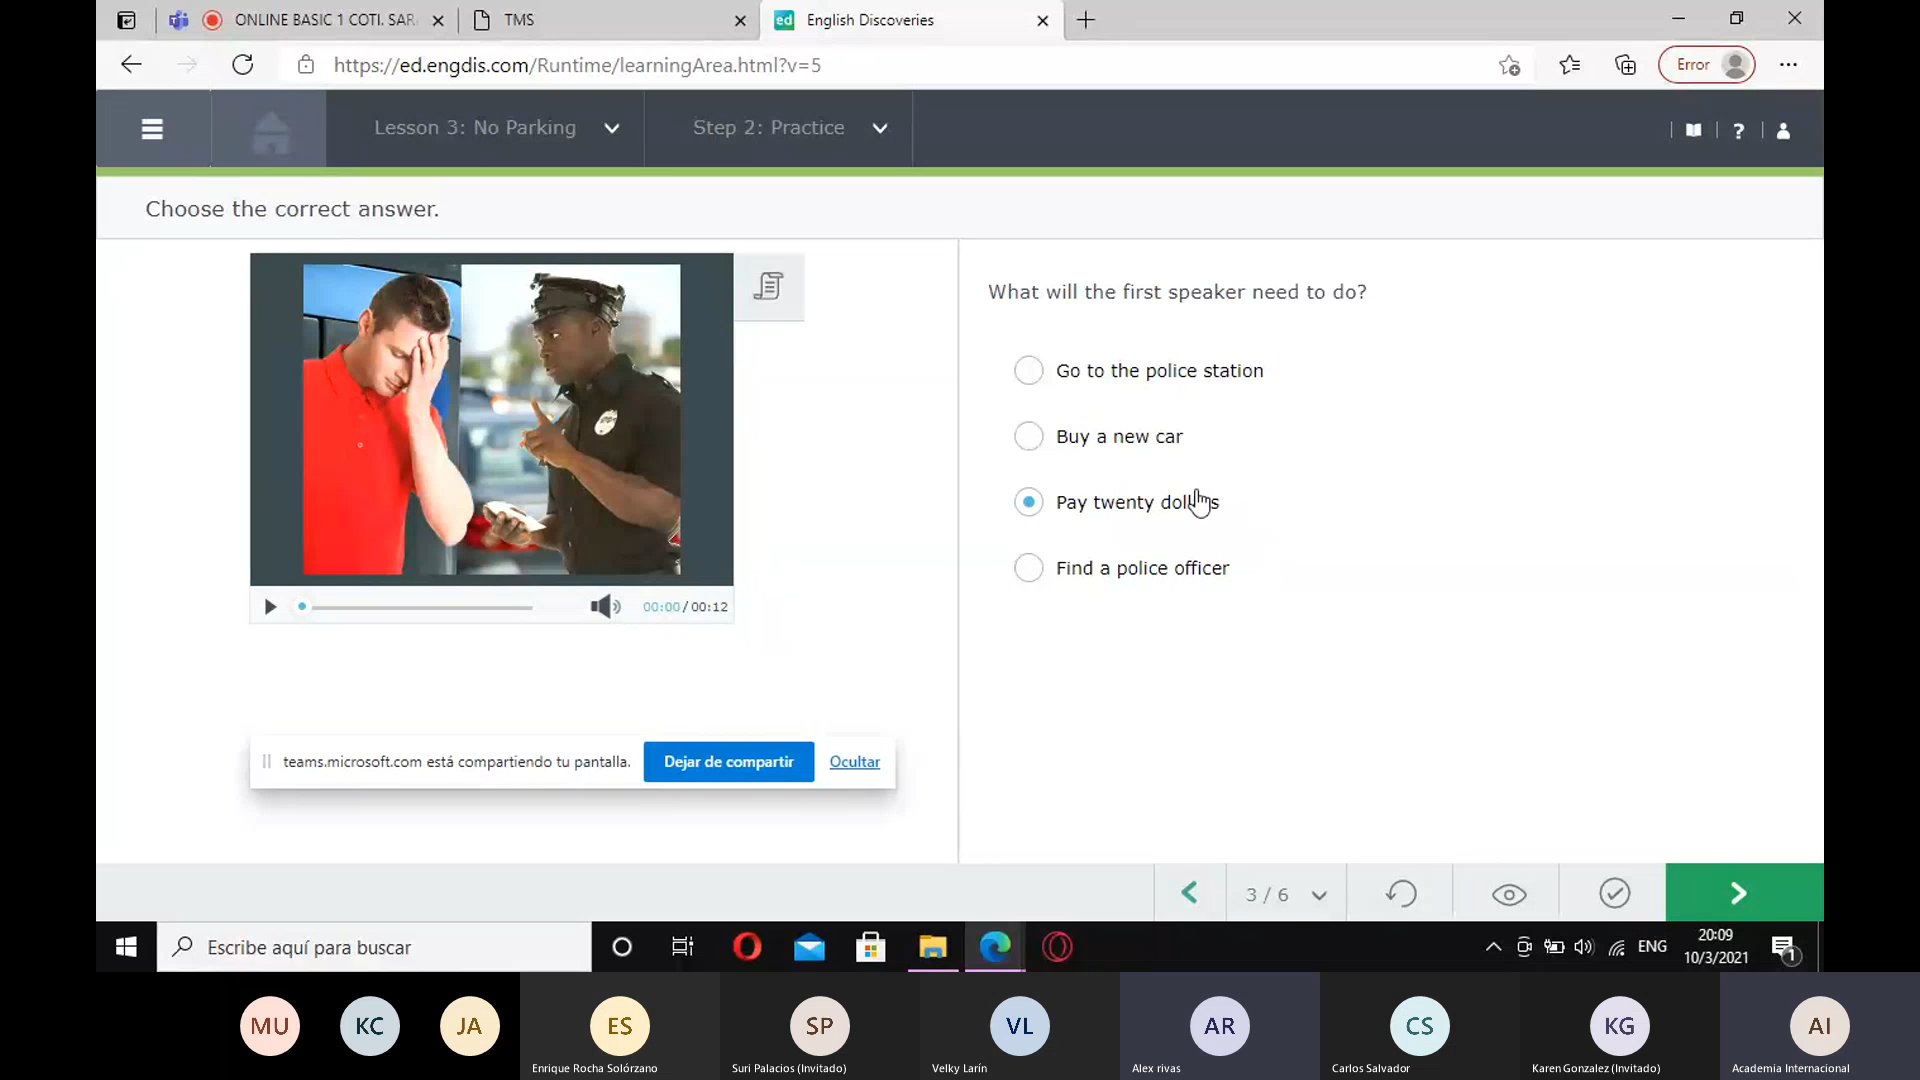 ONLINE BASIC 1 COTI. SAR
TMS
English Discoveries
https://ed.engdis.com/Runtime/learningArea.html?v=5
Error
Lesson 3: No Parking
Step 2: Practice
?
Choose the correct answer.
What will the first speaker need to do?
Go to the police station
Buy a new car
Pay twenty dollars
Find a police officer
00:00/00:12
teams.microsoft.com está compartiendo tu pantalla.
Dejar de compartir
Ocultar
3 / 6
Escribe aquí para buscar
ENG
20:09
10/3/2021
1
MU
KC
JA
ES
SP
VL
AR
CS
KG
AI
Enrique Rocha Solórzano
Suri Palacios (Invitado)
Velky Larín
Alex rivas
Carlos Salvador
Karen Gonzalez (Invitado)
Academia Internacional